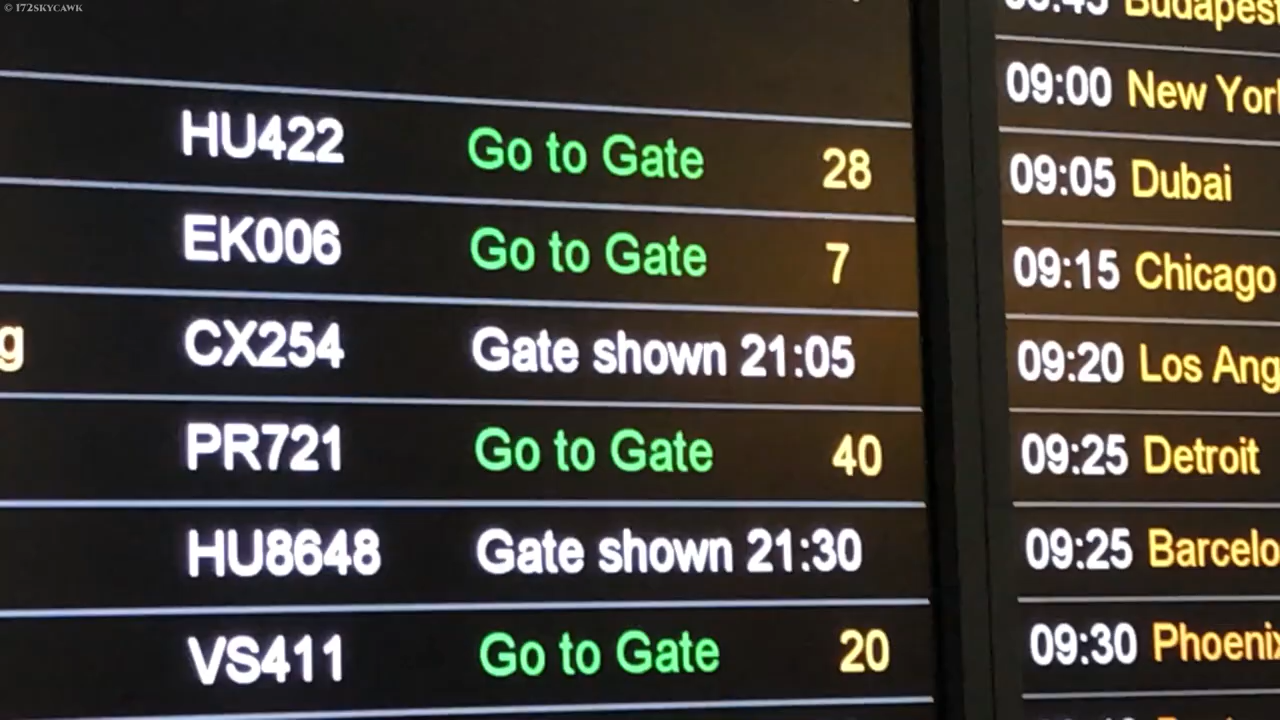 © 172SKYCAWK
HU422 Go to Gate 28
EK006 Go to Gate 7
g CX254 Gate shown 21:05
PR721 Go to Gate 40
HU8648 Gate shown 21:30
VS411 Go to Gate 20
Budapest
09:00 New York
09:05 Dubai
09:15 Chicago
09:20 Los Ang
09:25 Detroit
09:25 Barcelo
09:30 Phoenix